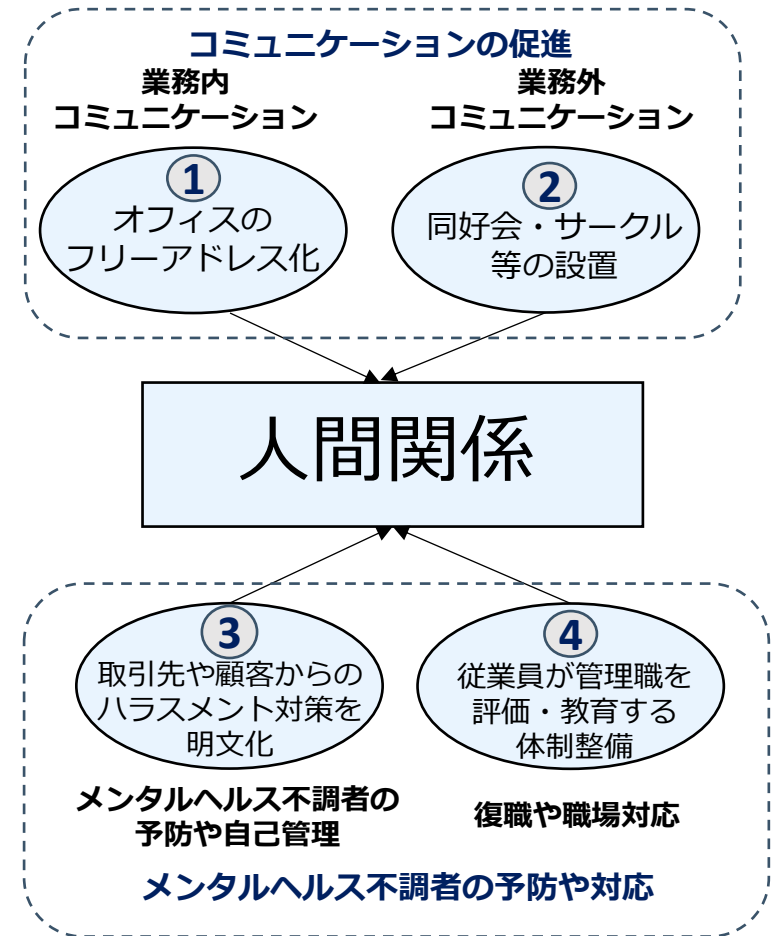 コミュニケーションの促進
業務内
コミュニケーション
業務外
コミュニケーション
1
オフィスの
フリーアドレス化
2
同好会・サークル
等の設置
人間関係
3
取引先や顧客からの
ハラスメント対策を
明文化
4
従業員が管理職を
評価・教育する
体制整備
メンタルヘルス不調者の
予防や自己管理
復職や職場対応
メンタルヘルス不調者の予防や対応